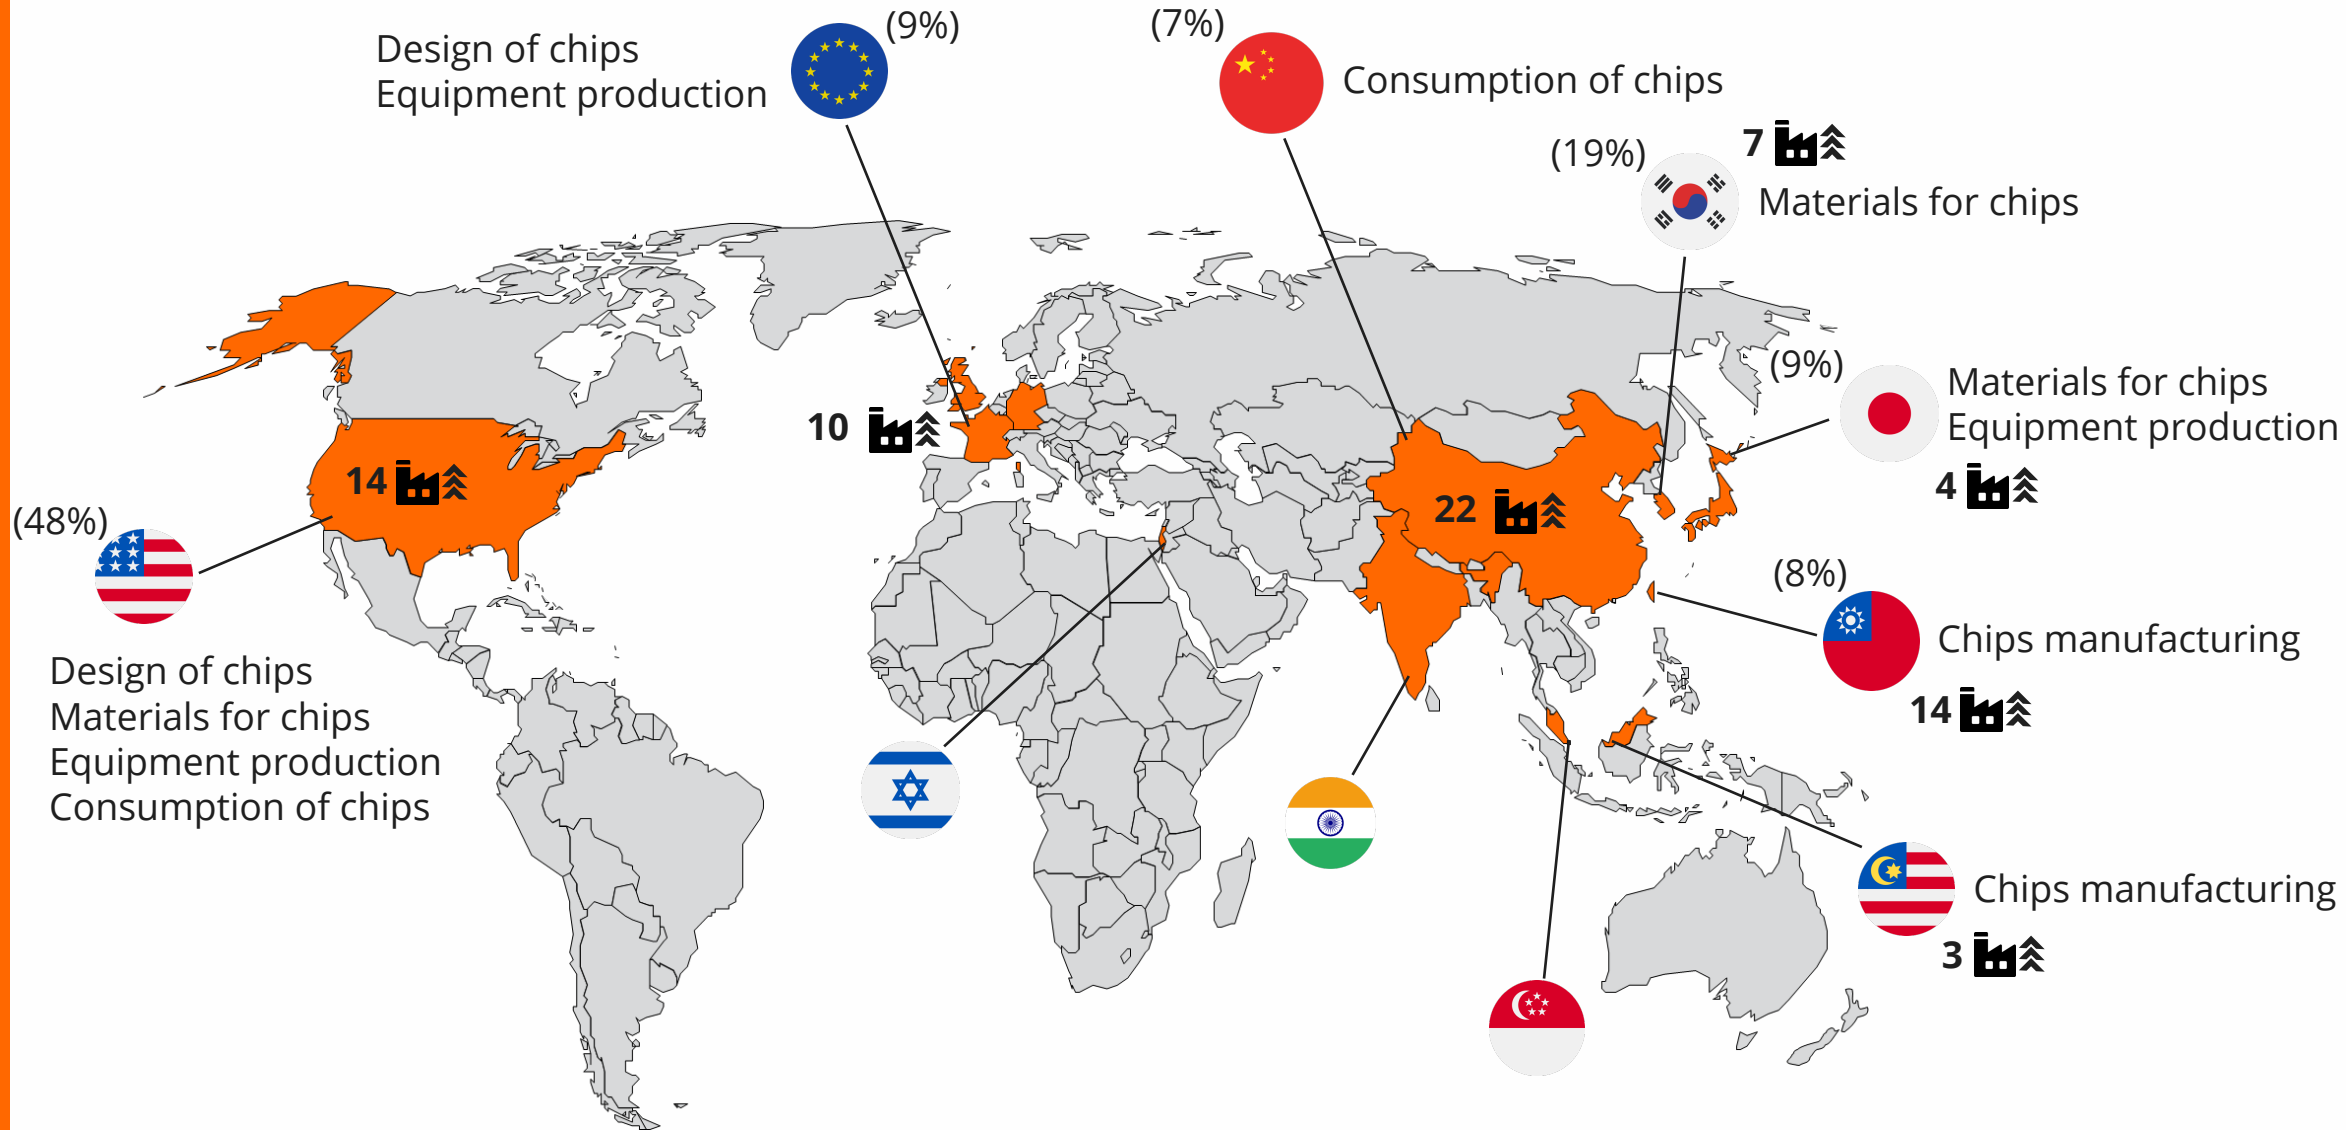 (9%)
Design of chips
Equipment production
(7%)
Consumption of chips
(19%)
7
Materials for chips
(9%)
Materials for chips
Equipment production
4
10
14
22
(48%)
Design of chips
Materials for chips
Equipment production
Consumption of chips
(8%)
Chips manufacturing
14
Chips manufacturing
3